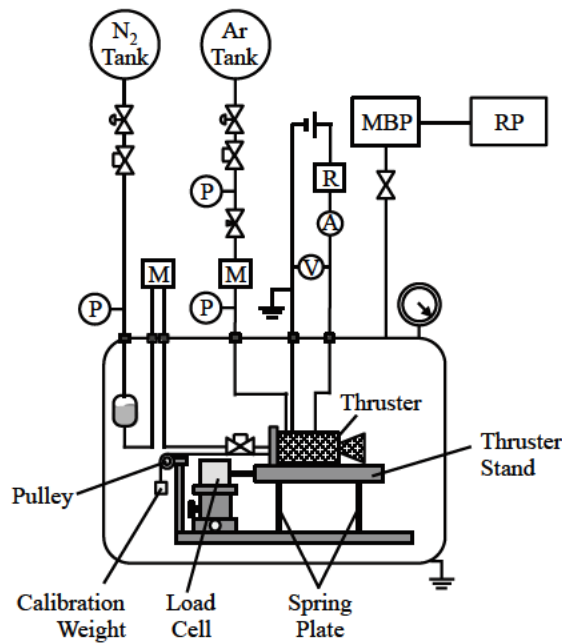 N2
Tank
Ar
Tank
MBP
RP
P
R
A
M
M
V
P
P
Thruster
Thruster
Stand
Pulley
Calibration
Weight
Load
Cell
Spring
Plate